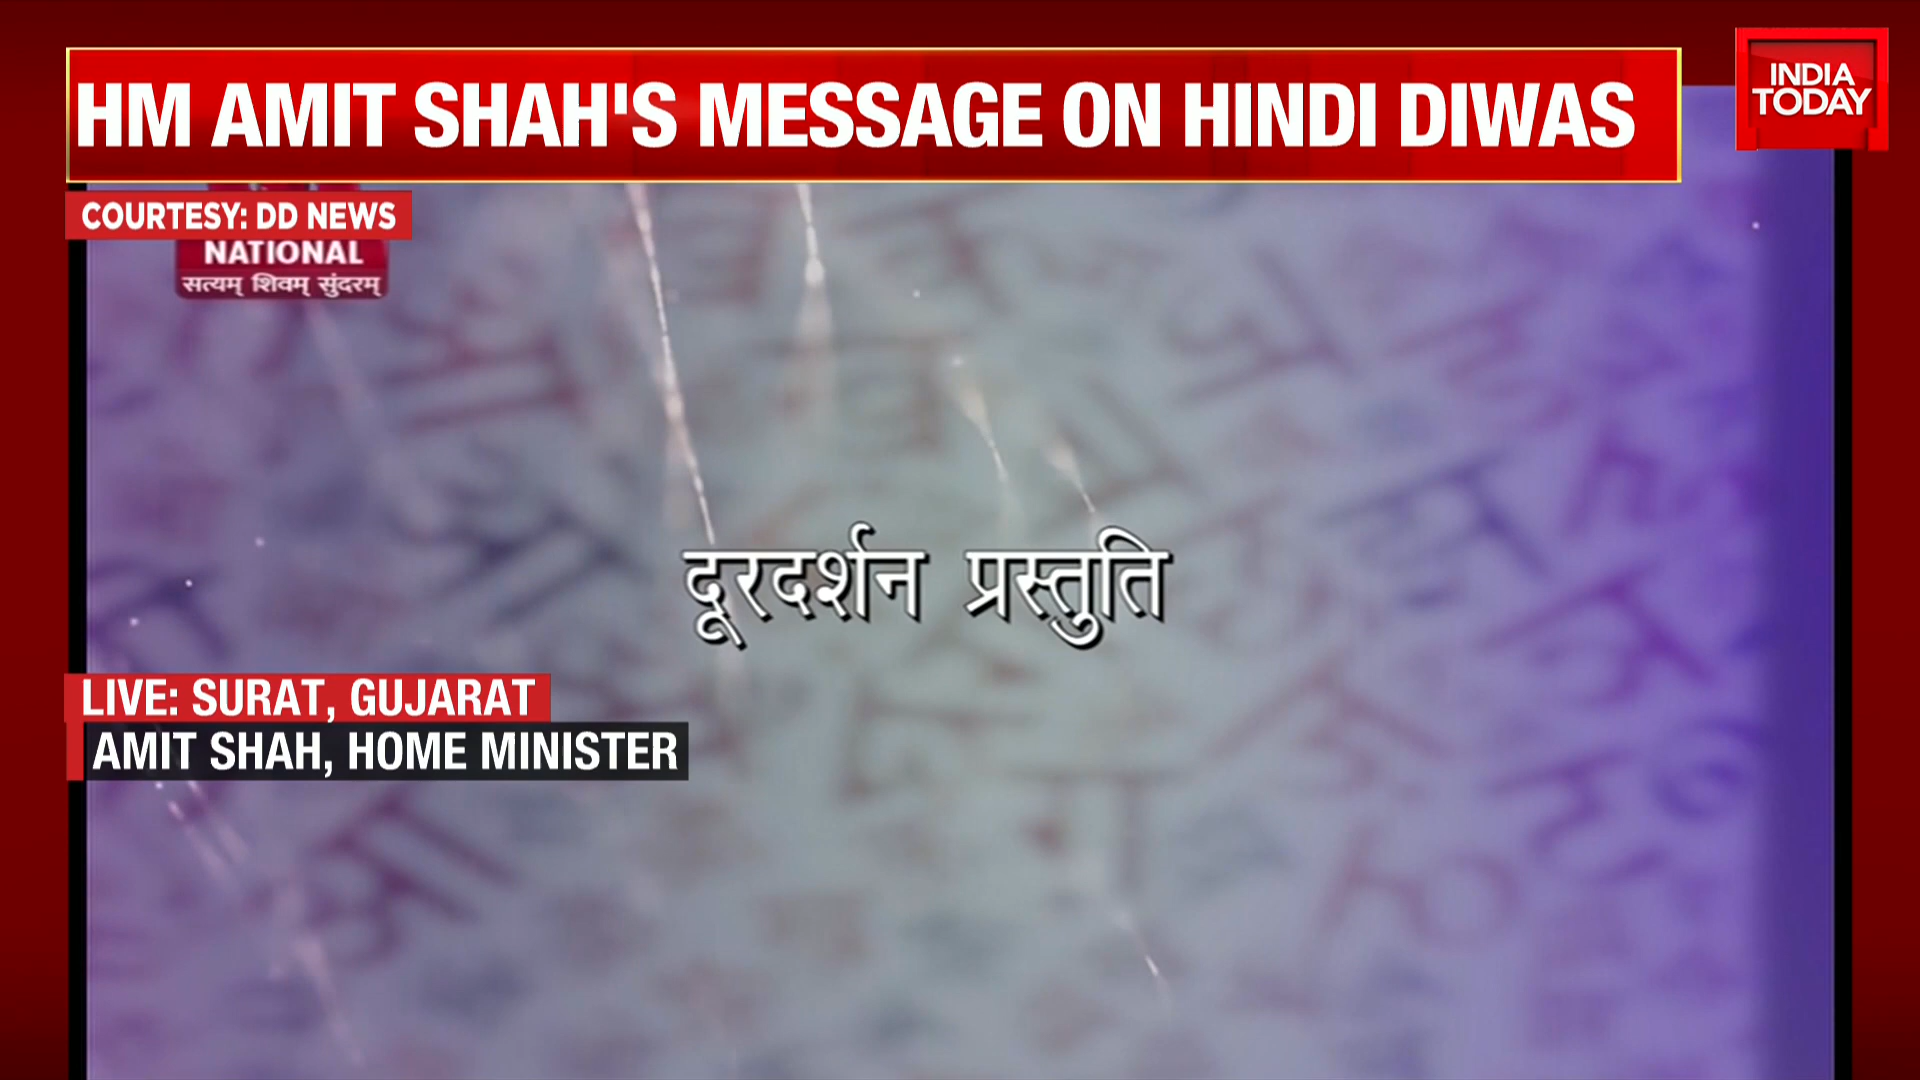 HM AMIT SHAH'S MESSAGE ON HINDI DIWAS
INDIA
TODAY
COURTESY: DD NEWS
NATIONAL
सत्यम् शिवम् सुंदरम्
दूरदर्शन प्रस्तुति
LIVE: SURAT, GUJARAT
AMIT SHAH, HOME MINISTER